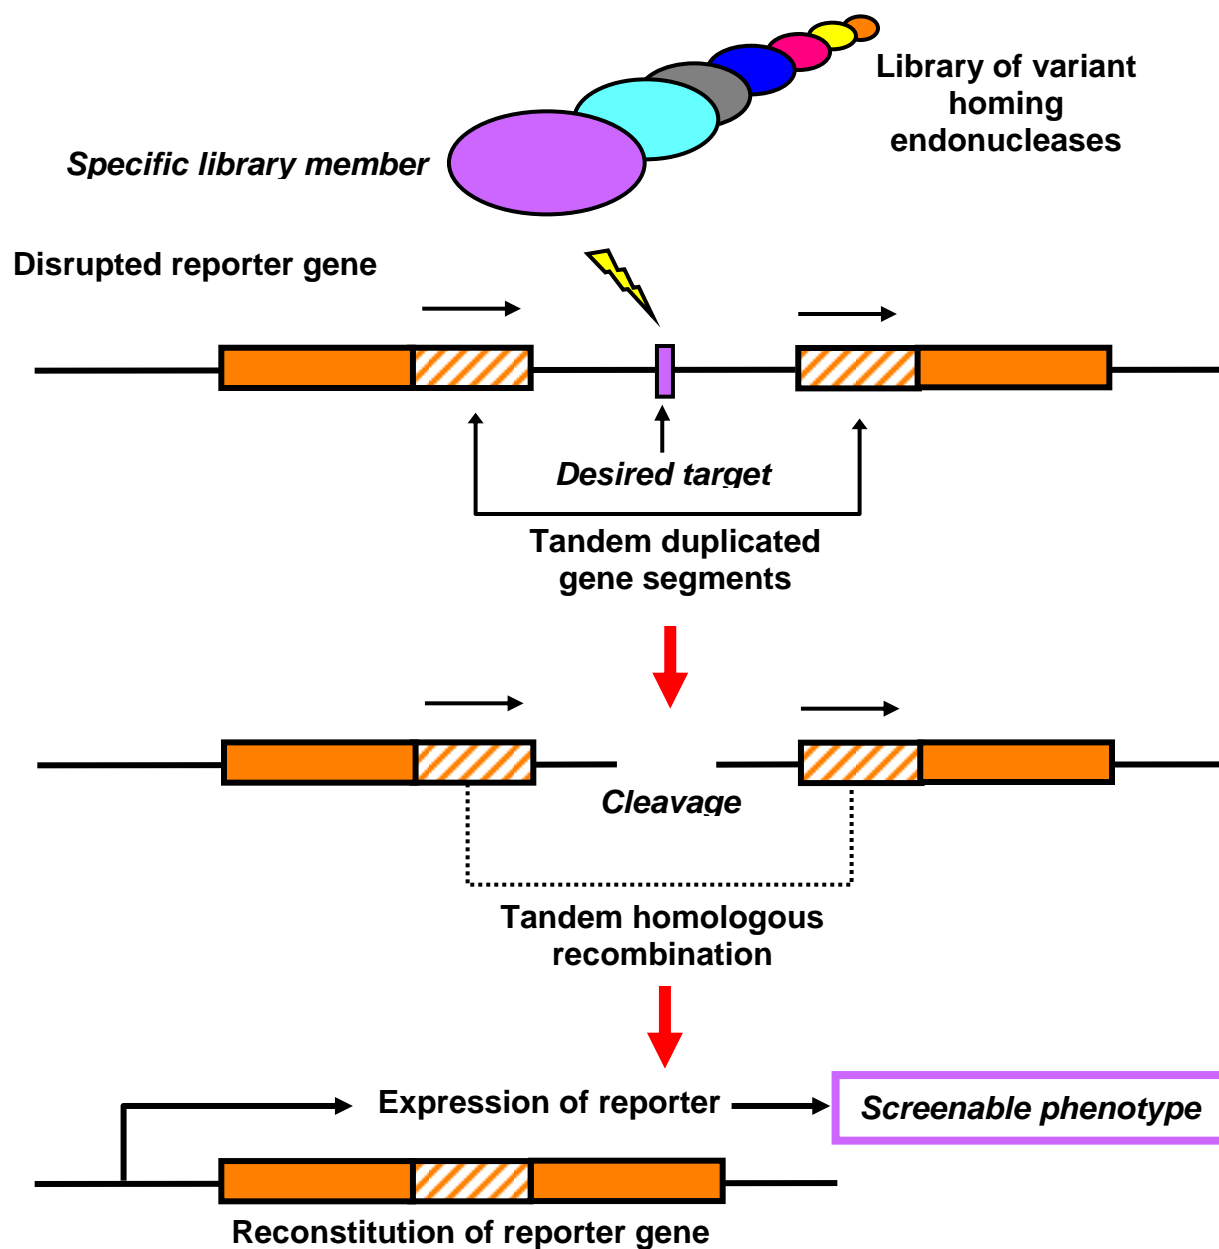 Library of variant
homing
endonucleases
Specific library member
Disrupted reporter gene
Desired target
Tandem duplicated
gene segments
Cleavage
Tandem homologous
recombination
Expression of reporter
Screenable phenotype
Reconstitution of reporter gene